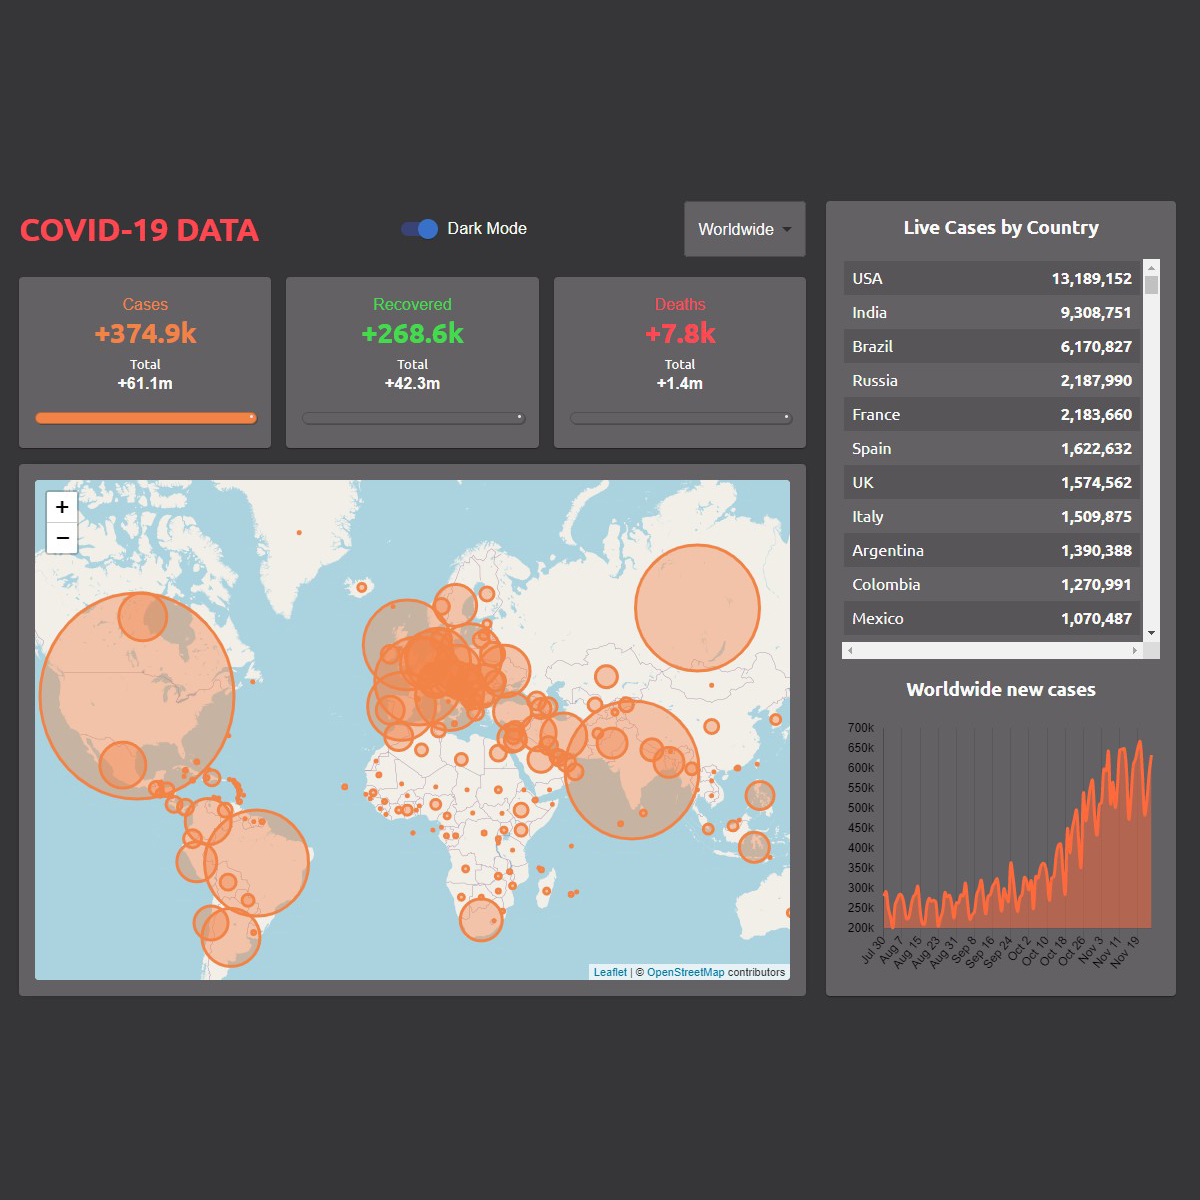 COVID-19 DATA
Dark Mode
Worldwide
Cases
+374.9k
Total
+61.1m
Recovered
+268.6k
Total
+42.3m
Deaths
+7.8k
Total
+1.4m
+
−
Leaflet | © OpenStreetMap contributors
Live Cases by Country
USA 13,189,152
India 9,308,751
Brazil 6,170,827
Russia 2,187,990
France 2,183,660
Spain 1,622,632
UK 1,574,562
Italy 1,509,875
Argentina 1,390,388
Colombia 1,270,991
Mexico 1,070,487
Worldwide new cases
700k
650k
600k
550k
500k
450k
400k
350k
300k
250k
200k
Jul 30
Aug 7
Aug 15
Aug 23
Aug 31
Sep 8
Sep 16
Sep 24
Oct 2
Oct 10
Oct 18
Oct 26
Nov 3
Nov 11
Nov 19